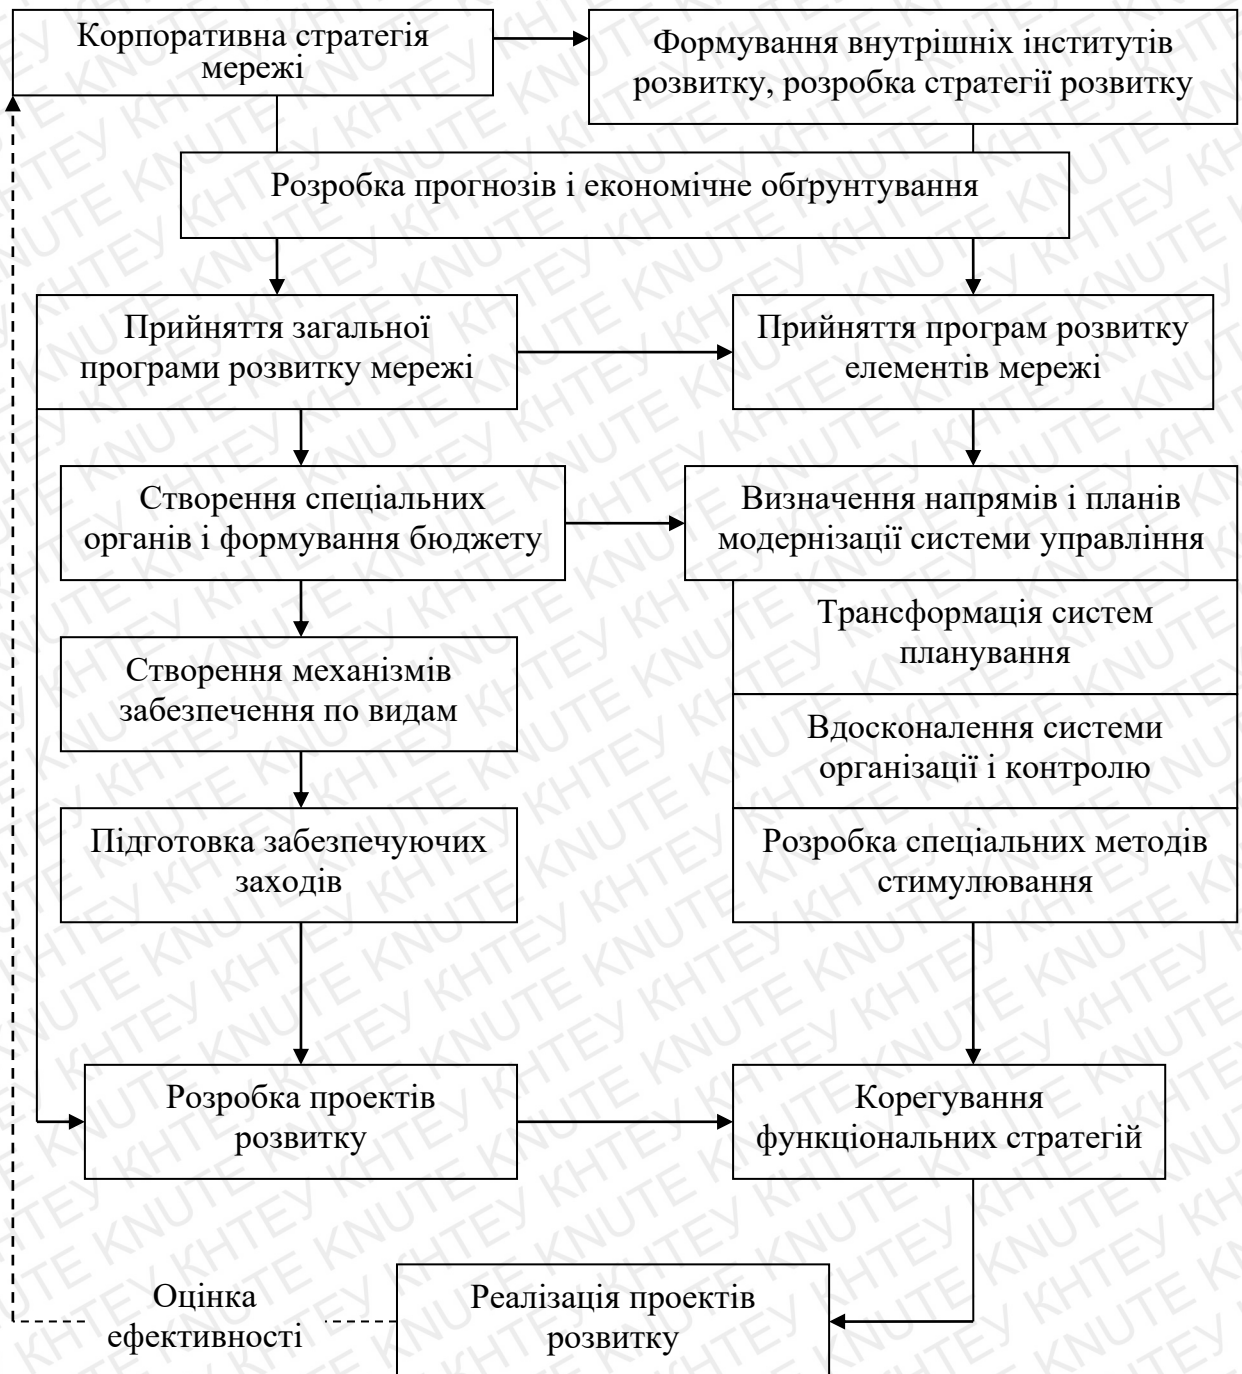 Корпоративна стратегія
мережі
Формування внутрішніх інститутів
розвитку, розробка стратегії розвитку
Розробка прогнозів і економічне обґрунтування
Прийняття загальної
програми розвитку мережі
Прийняття програм розвитку
елементів мережі
Створення спеціальних
органів і формування бюджету
Визначення напрямів і планів
модернізації системи управління
Трансформація систем
планування
Створення механізмів
забезпечення по видам
Вдосконалення системи
організації і контролю
Підготовка забезпечуючих
заходів
Розробка спеціальних методів
стимулювання
Розробка проектів
розвитку
Корегування
функціональних стратегій
Оцінка
ефективності
Реалізація проектів
розвитку